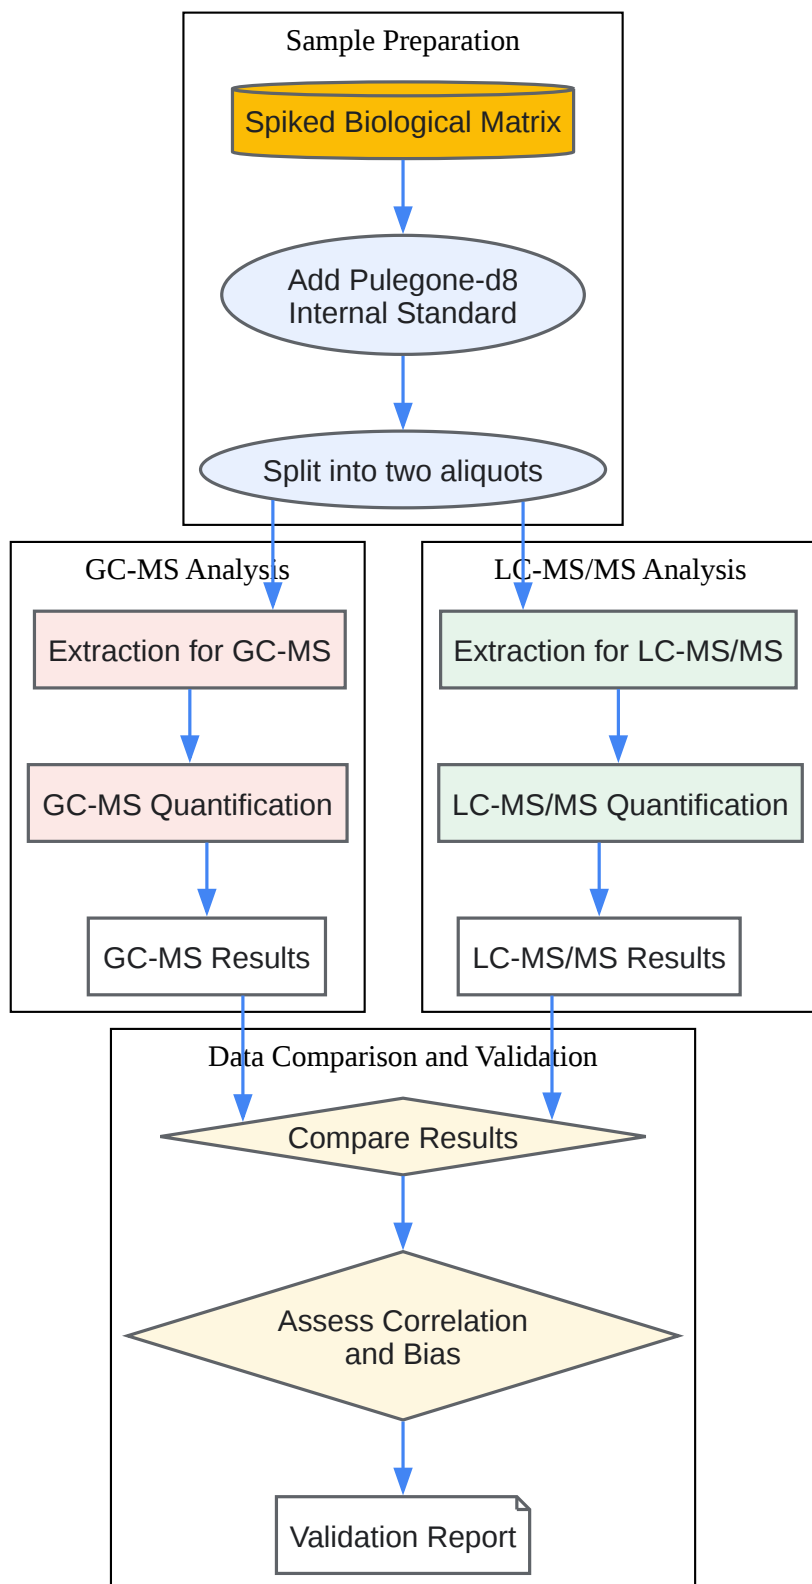 Sample Preparation
Spiked Biological Matrix
Add Pulegone-d8
Internal Standard
Split into two aliquots
GC-MS Analysis
Extraction for GC-MS
GC-MS Quantification
GC-MS Results
LC-MS/MS Analysis
Extraction for LC-MS/MS
LC-MS/MS Quantification
LC-MS/MS Results
Data Comparison and Validation
Compare Results
Assess Correlation
and Bias
Validation Report